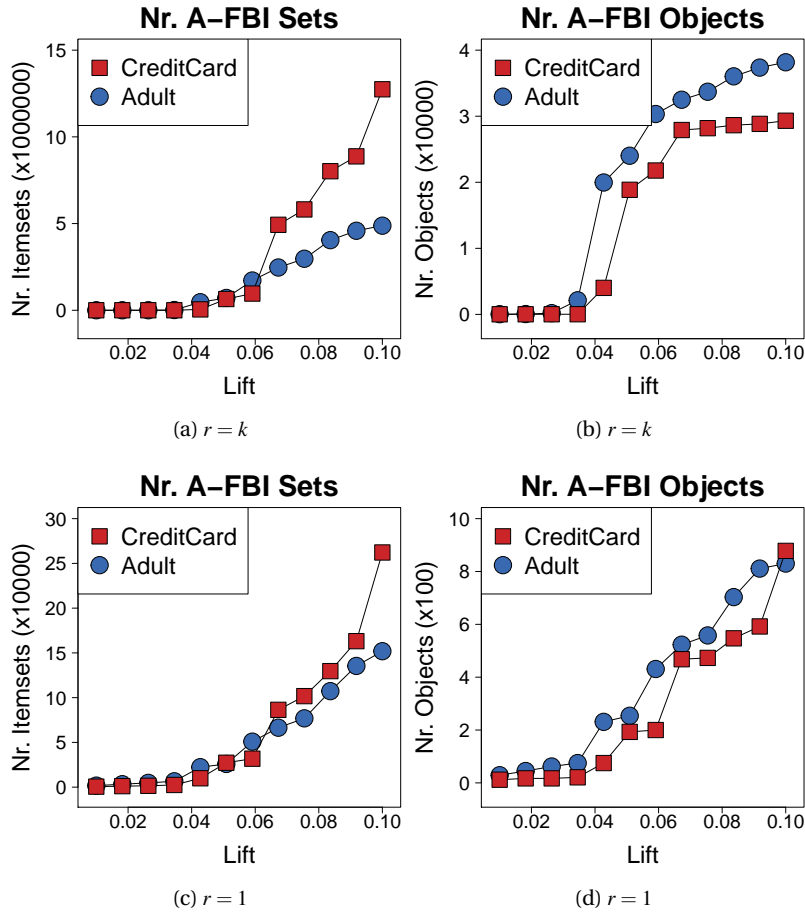 Nr. A−FBI Sets
Nr. Itemsets (x1000000)
15
10
5
0
CreditCard
Adult
0.02 0.04 0.06 0.08 0.10
Lift
(a) r = k
Nr. A−FBI Objects
Nr. Objects (x10000)
4
3
2
1
0
CreditCard
Adult
0.02 0.04 0.06 0.08 0.10
Lift
(b) r = k
Nr. A−FBI Sets
Nr. Itemsets (x10000)
30
25
20
15
10
5
0
CreditCard
Adult
0.02 0.04 0.06 0.08 0.10
Lift
(c) r = 1
Nr. A−FBI Objects
Nr. Objects (x100)
10
8
6
4
2
0
CreditCard
Adult
0.02 0.04 0.06 0.08 0.10
Lift
(d) r = 1